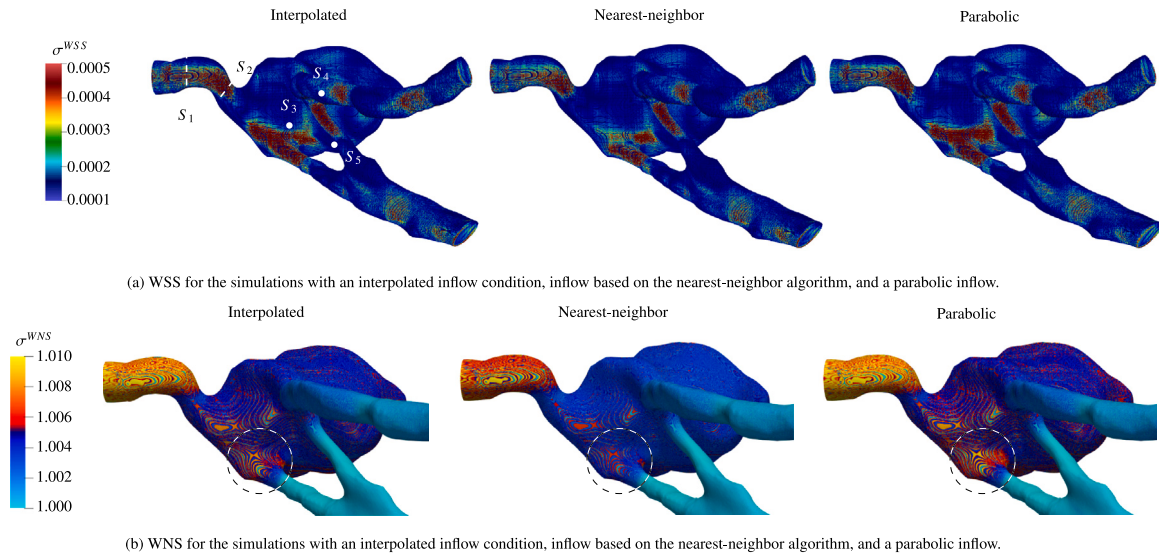 Interpolated
Nearest-neighbor
Parabolic
σ^WSS
0.0005
0.0004
0.0003
0.0002
0.0001
S1
S2
S3
S4
S5
(a) WSS for the simulations with an interpolated inflow condition, inflow based on the nearest-neighbor algorithm, and a parabolic inflow.
Interpolated
Nearest-neighbor
Parabolic
σ^WNS
1.010
1.008
1.006
1.004
1.002
1.000
(b) WNS for the simulations with an interpolated inflow condition, inflow based on the nearest-neighbor algorithm, and a parabolic inflow.